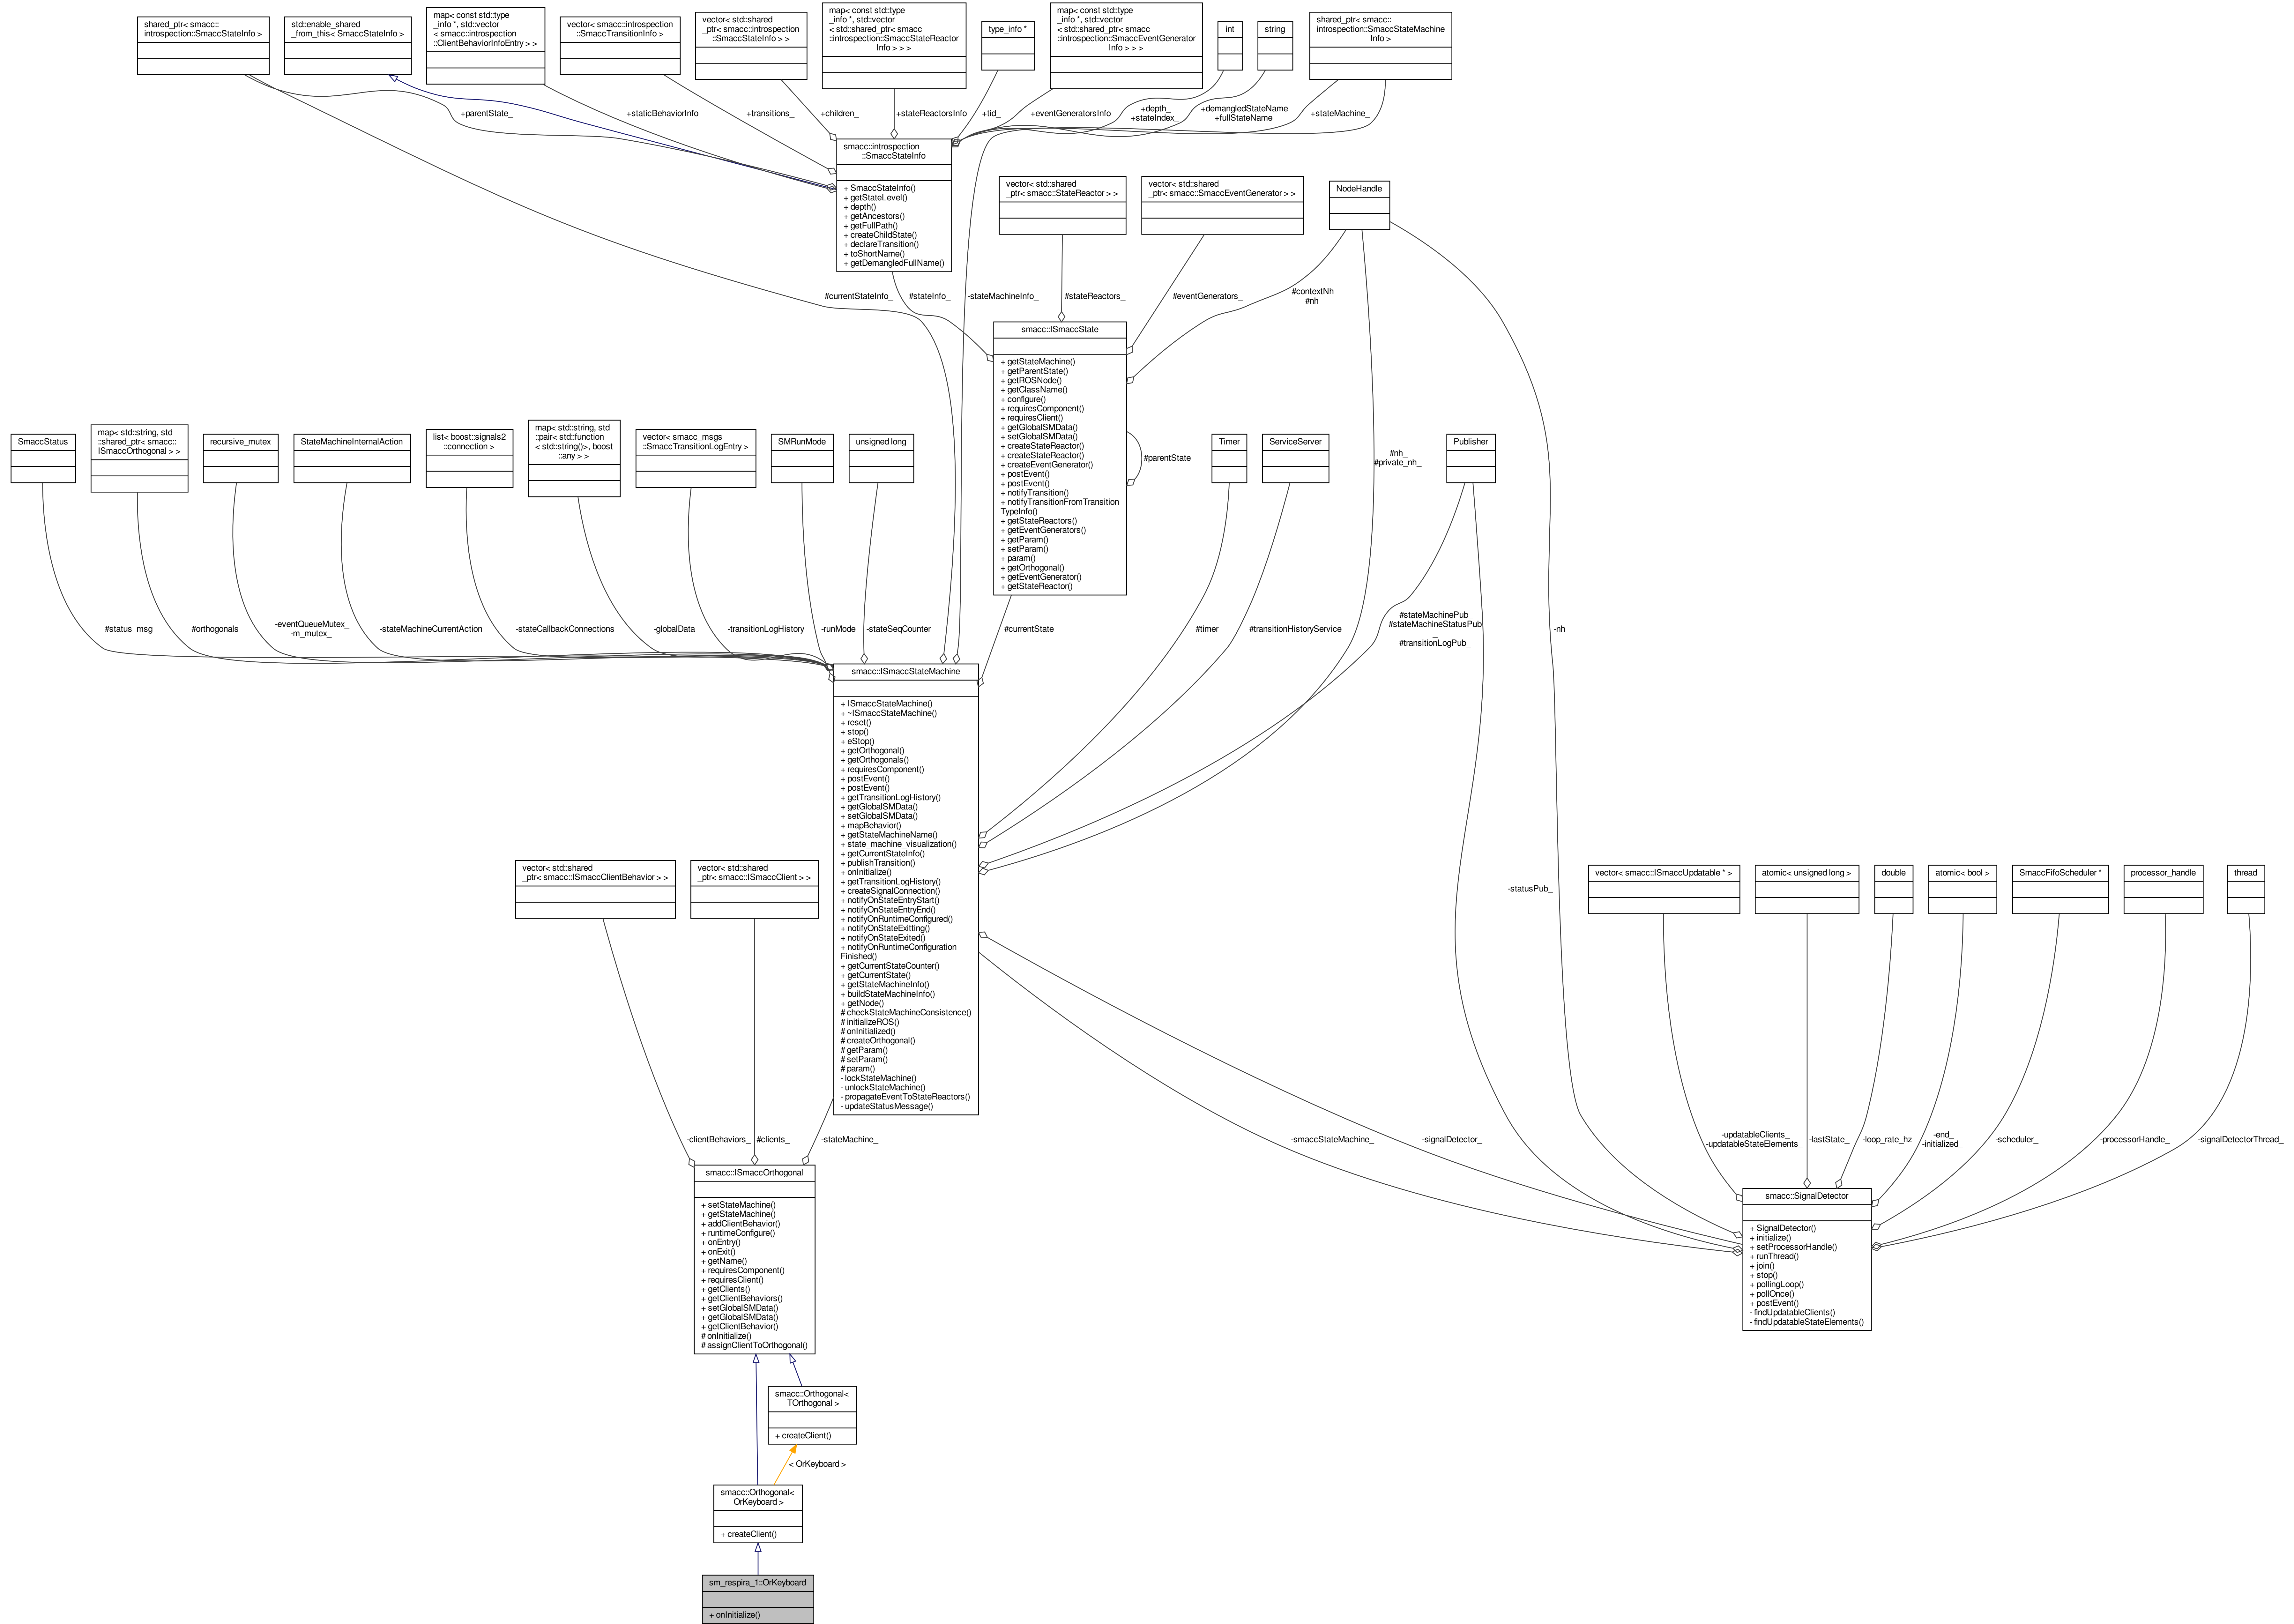 shared_ptr< smacc::
introspection::SmaccStateInfo >
std::enable_shared
_from_this< SmaccStateInfo >
map< const std::type
_info *, std::vector
< smacc::introspection
::ClientBehaviorInfoEntry > >
vector< smacc::introspection
::SmaccTransitionInfo >
vector< std::shared
_ptr< smacc::introspection
::SmaccStateInfo > >
map< const std::type
_info *, std::vector
< std::shared_ptr< smacc
::introspection::SmaccStateReactor
Info > > >
type_info *
map< const std::type
_info *, std::vector
< std::shared_ptr< smacc
::introspection::SmaccEventGenerator
Info > > >
int
string
shared_ptr< smacc::
introspection::SmaccStateMachine
Info >
+parentState_
+staticBehaviorInfo
+transitions_
+children_
+stateReactorsInfo
+tid_
+eventGeneratorsInfo
+depth_
+stateIndex_
+demangledStateName
+fullStateName
+stateMachine_
smacc::introspection
::SmaccStateInfo
+ SmaccStateInfo()
+ getStateLevel()
+ depth()
+ getAncestors()
+ getFullPath()
+ createChildState()
+ declareTransition()
+ toShortName()
+ getDemangledFullName()
vector< std::shared
_ptr< smacc::StateReactor > >
vector< std::shared
_ptr< smacc::SmaccEventGenerator > >
NodeHandle
#currentStateInfo_
#stateInfo_
-stateMachineInfo_
#stateReactors_
#eventGenerators_
#contextNh
#nh
smacc::ISmaccState
+ getStateMachine()
+ getParentState()
+ getROSNode()
+ getClassName()
+ configure()
+ requiresComponent()
+ requiresClient()
+ getGlobalSMData()
+ setGlobalSMData()
+ createStateReactor()
+ createStateReactor()
+ createEventGenerator()
+ postEvent()
+ postEvent()
+ notifyTransition()
+ notifyTransitionFromTransition
TypeInfo()
+ getStateReactors()
+ getEventGenerators()
+ getParam()
+ setParam()
+ param()
+ getOrthogonal()
+ getEventGenerator()
+ getStateReactor()
#parentState_
SmaccStatus
map< std::string, std
::shared_ptr< smacc::
ISmaccOrthogonal > >
recursive_mutex
StateMachineInternalAction
list< boost::signals2
::connection >
map< std::string, std
::pair< std::function
< std::string()>, boost
::any > >
vector< smacc_msgs
::SmaccTransitionLogEntry >
SMRunMode
unsigned long
Timer
ServiceServer
#nh_
#private_nh_
Publisher
#status_msg_
#orthogonals_
-eventQueueMutex_
-m_mutex_
-stateMachineCurrentAction
-stateCallbackConnections
-globalData_
-transitionLogHistory_
-runMode_
-stateSeqCounter_
#currentState_
#timer_
#transitionHistoryService_
#stateMachinePub_
#stateMachineStatusPub
_
#transitionLogPub_
-nh_
smacc::ISmaccStateMachine
+ ISmaccStateMachine()
+ ~ISmaccStateMachine()
+ reset()
+ stop()
+ eStop()
+ getOrthogonal()
+ getOrthogonals()
+ requiresComponent()
+ postEvent()
+ postEvent()
+ getTransitionLogHistory()
+ getGlobalSMData()
+ setGlobalSMData()
+ mapBehavior()
+ getStateMachineName()
+ state_machine_visualization()
+ getCurrentStateInfo()
+ publishTransition()
+ onInitialize()
+ getTransitionLogHistory()
+ createSignalConnection()
+ notifyOnStateEntryStart()
+ notifyOnStateEntryEnd()
+ notifyOnRuntimeConfigured()
+ notifyOnStateExitting()
+ notifyOnStateExited()
+ notifyOnRuntimeConfiguration
Finished()
+ getCurrentStateCounter()
+ getCurrentState()
+ getStateMachineInfo()
+ buildStateMachineInfo()
+ getNode()
# checkStateMachineConsistence()
# initializeROS()
# onInitialized()
# createOrthogonal()
# getParam()
# setParam()
# param()
- lockStateMachine()
- unlockStateMachine()
- propagateEventToStateReactors()
- updateStatusMessage()
vector< std::shared
_ptr< smacc::ISmaccClientBehavior > >
vector< std::shared
_ptr< smacc::ISmaccClient > >
-statusPub_
vector< smacc::ISmaccUpdatable * >
atomic< unsigned long >
double
atomic< bool >
SmaccFifoScheduler *
processor_handle
thread
-clientBehaviors_
#clients_
-stateMachine_
-smaccStateMachine_
-signalDetector_
-updatableClients_
-updatableStateElements_
-lastState_
-loop_rate_hz
-end_
-initialized_
-scheduler_
-processorHandle_
-signalDetectorThread_
smacc::ISmaccOrthogonal
+ setStateMachine()
+ getStateMachine()
+ addClientBehavior()
+ runtimeConfigure()
+ onEntry()
+ onExit()
+ getName()
+ requiresComponent()
+ requiresClient()
+ getClients()
+ getClientBehaviors()
+ setGlobalSMData()
+ getGlobalSMData()
+ getClientBehavior()
# onInitialize()
# assignClientToOrthogonal()
smacc::SignalDetector
+ SignalDetector()
+ initialize()
+ setProcessorHandle()
+ runThread()
+ join()
+ stop()
+ pollingLoop()
+ pollOnce()
+ postEvent()
- findUpdatableClients()
- findUpdatableStateElements()
smacc::Orthogonal<
TOrthogonal >
+ createClient()
< OrKeyboard >
smacc::Orthogonal<
OrKeyboard >
+ createClient()
sm_respira_1::OrKeyboard
+ onInitialize()